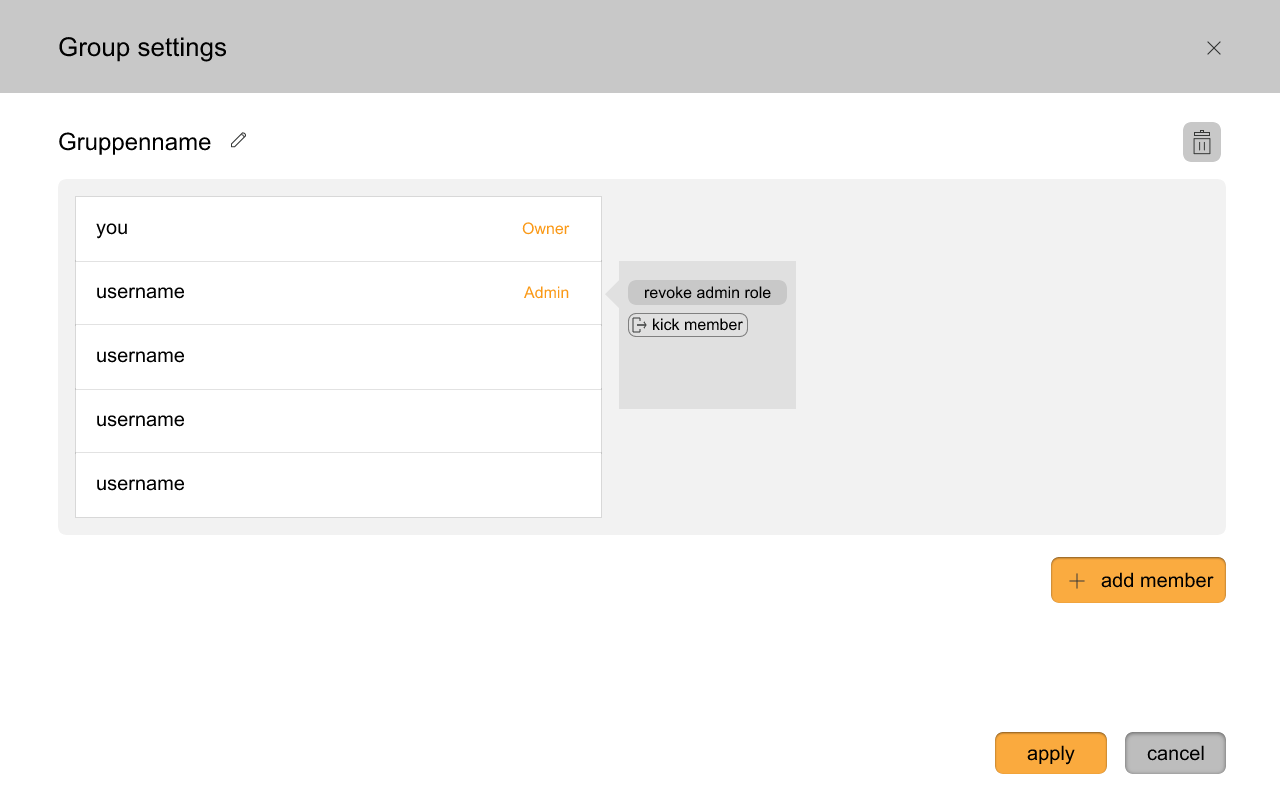 Group settings
Gruppenname
you Owner
username Admin
revoke admin role
kick member
username
username
username
add member
apply cancel